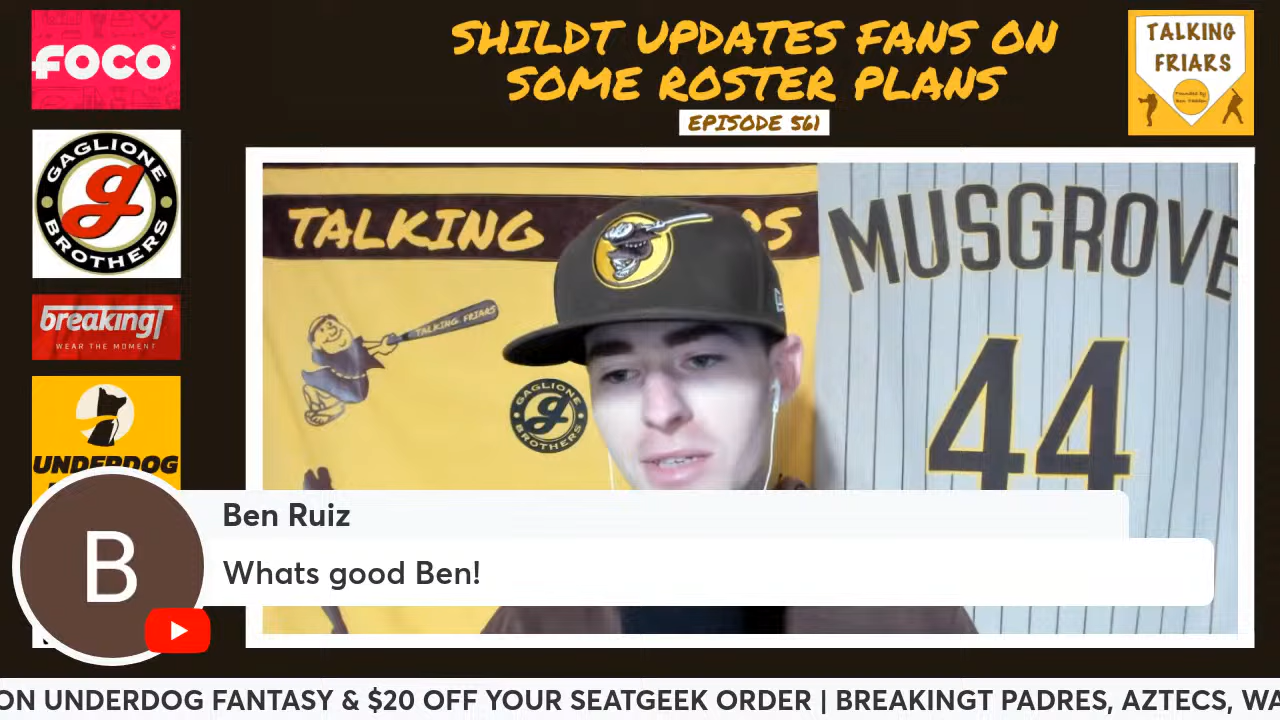 FOCO
SHILDT UPDATES FANS ON
SOME ROSTER PLANS
EPISODE 561
TALKING
FRIARS
GAGLIONE
g
BROTHERS
breakingT
WEAR THE MOMENT
UNDERDOG
TALKING
RS
TALKING FRIARS
GAGLIONE
g
BROTHERS
MUSGROVE
44
B
Ben Ruiz
Whats good Ben!
ON UNDERDOG FANTASY & $20 OFF YOUR SEATGEEK ORDER | BREAKINGT PADRES, AZTECS, WA